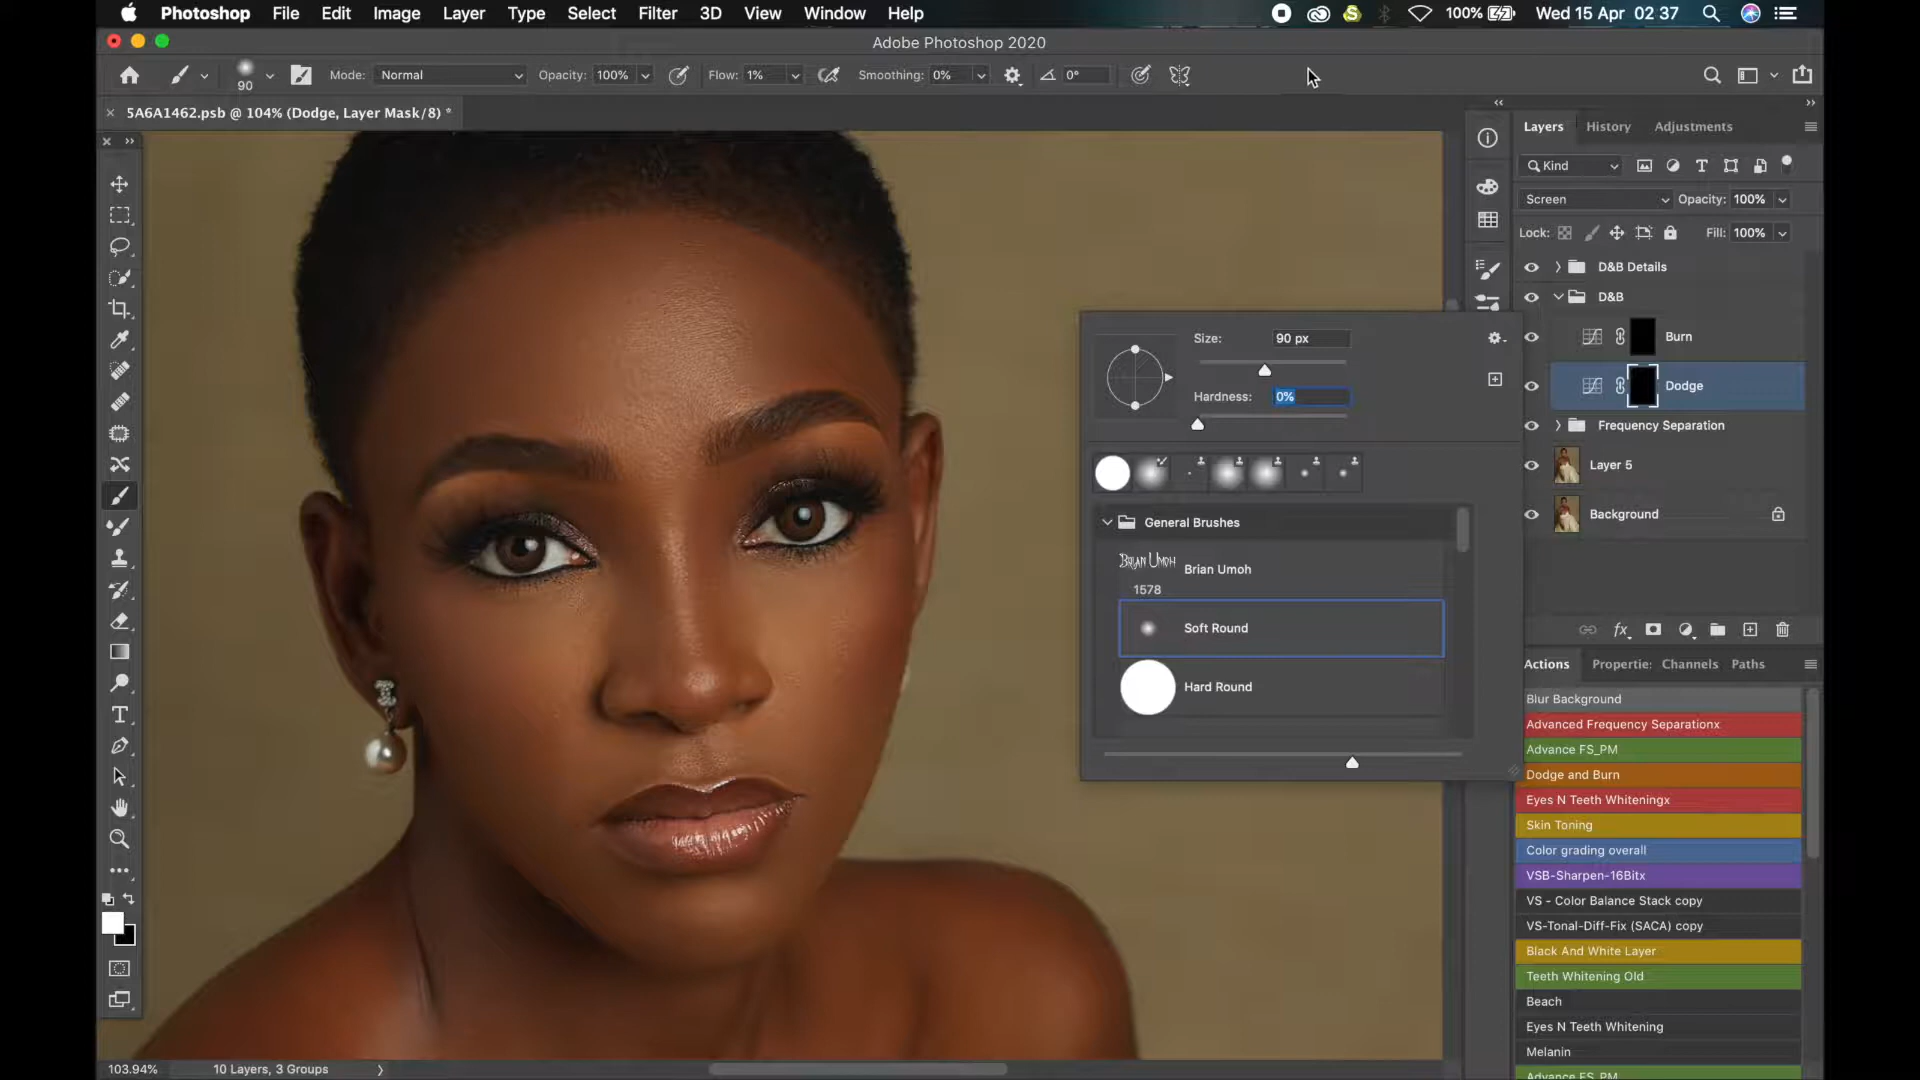 Photoshop File Edit Image Layer Type Select Filter 3D View Window Help 100% Wed 15 Apr 02 37
Adobe Photoshop 2020
90 Mode: Normal Opacity: 100% Flow: 1% Smoothing: 0% 0°
5A6A1462.psb @ 104% (Dodge, Layer Mask/8) *
Layers History Adjustments
Kind
Screen Opacity: 100%
Lock: Fill: 100%
D&B Details
D&B
Burn
Dodge
Frequency Separation
Layer 5
Background
Size: 90 px
Hardness: 0%
General Brushes
Brian Umoh Brian Umoh
1578
Soft Round
Hard Round
fx
Actions Propertie: Channels Paths
Blur Background
Advanced Frequency Separationx
Advance FS_PM
Dodge and Burn
Eyes N Teeth Whiteningx
Skin Toning
Color grading overall
VSB-Sharpen-16Bitx
VS - Color Balance Stack copy
VS-Tonal-Diff-Fix (SACA) copy
Black And White Layer
Teeth Whitening Old
Beach
Eyes N Teeth Whitening
Melanin
Advance FS_PM
103.94% 10 Layers, 3 Groups